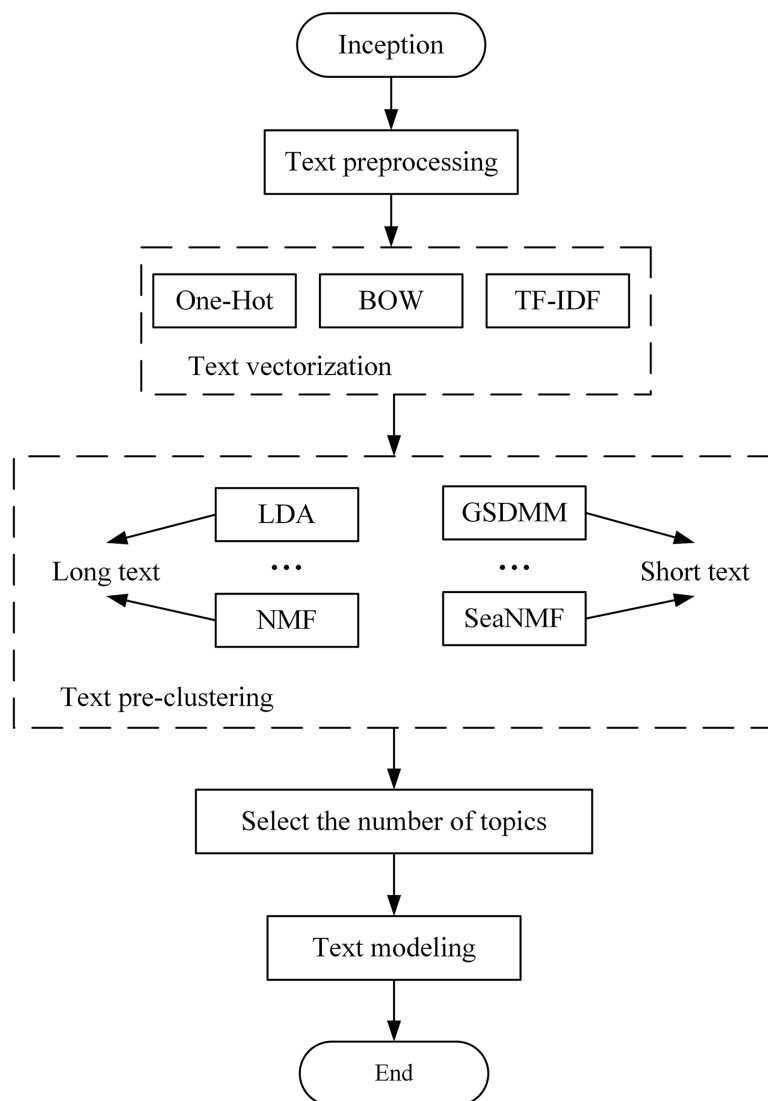 Inception
Text preprocessing
One-Hot BOW TF-IDF
Text vectorization
LDA GSDMM
... ...
Long text Short text
NMF SeaNMF
Text pre-clustering
Select the number of topics
Text modeling
End